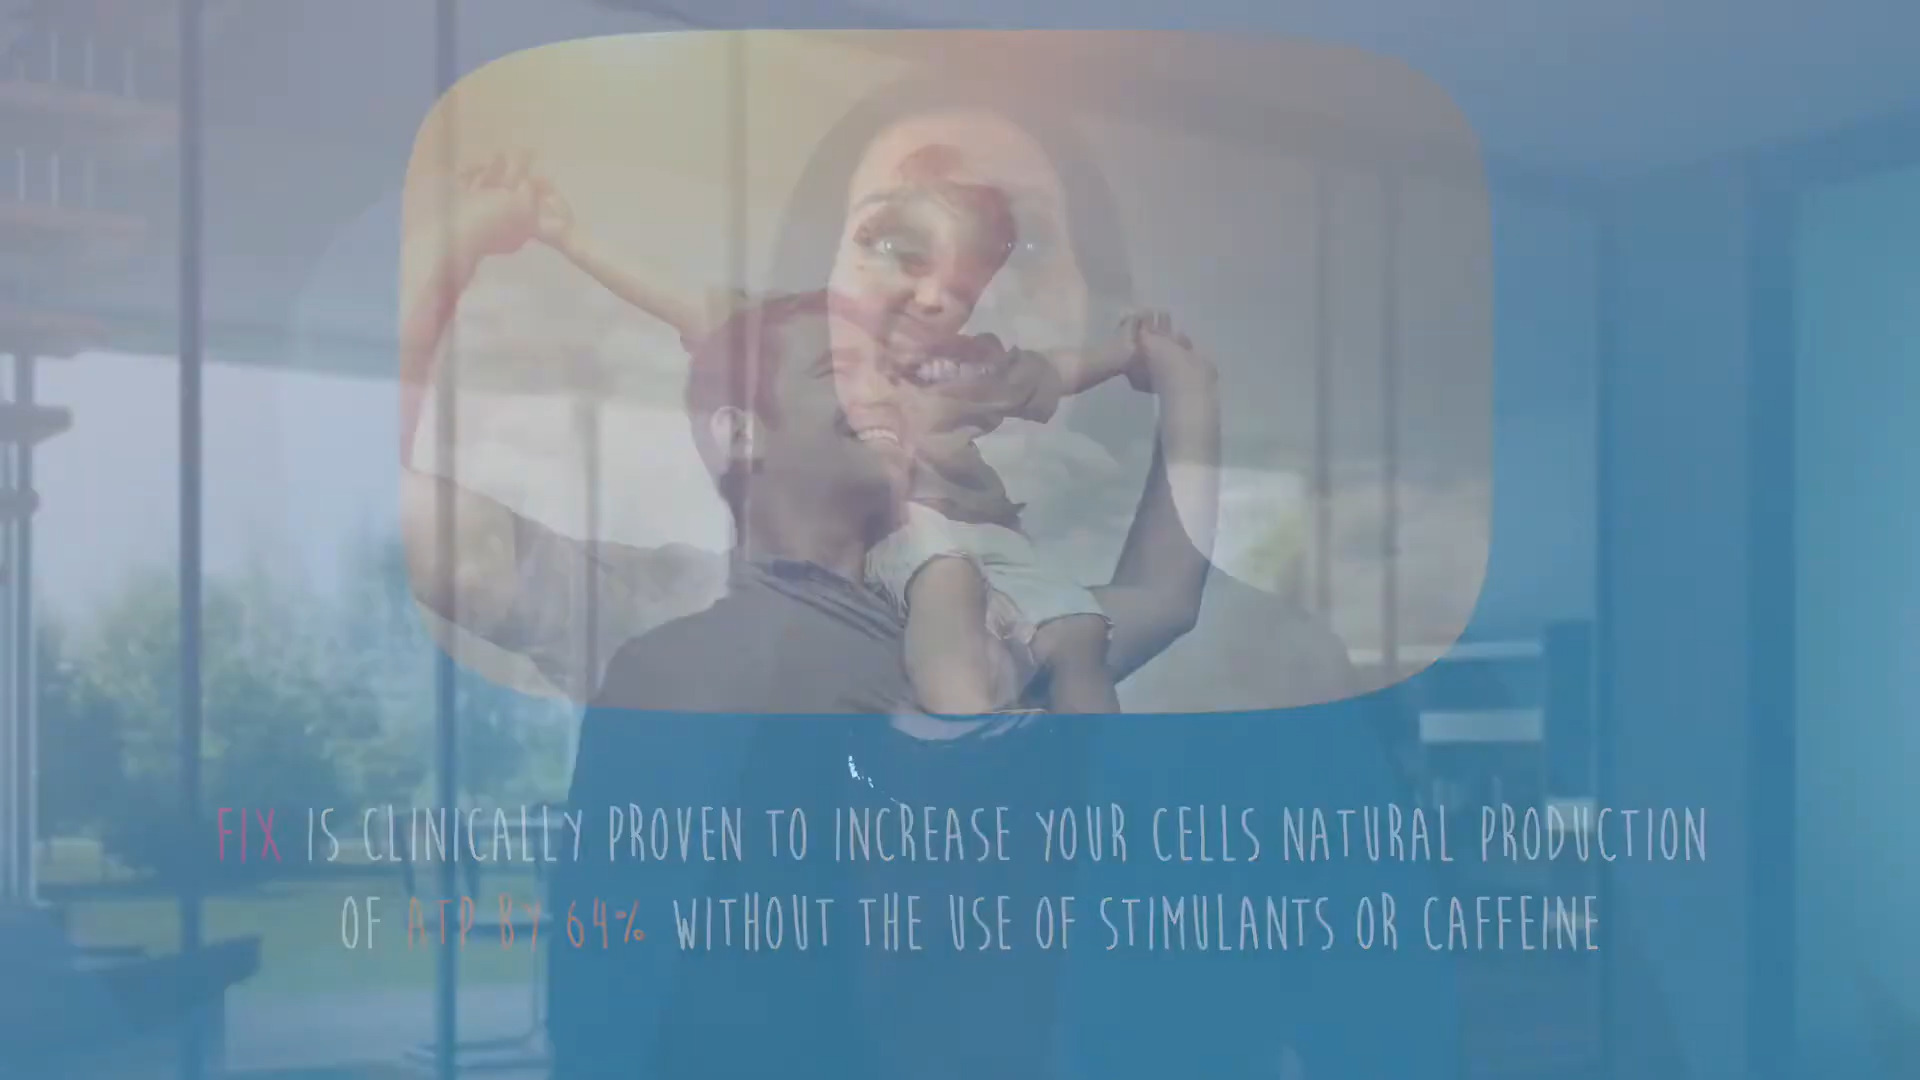 FIX IS CLINICALLY PROVEN TO INCREASE YOUR CELLS NATURAL PRODUCTION
OF ATP BY 64% WITHOUT THE USE OF STIMULANTS OR CAFFEINE